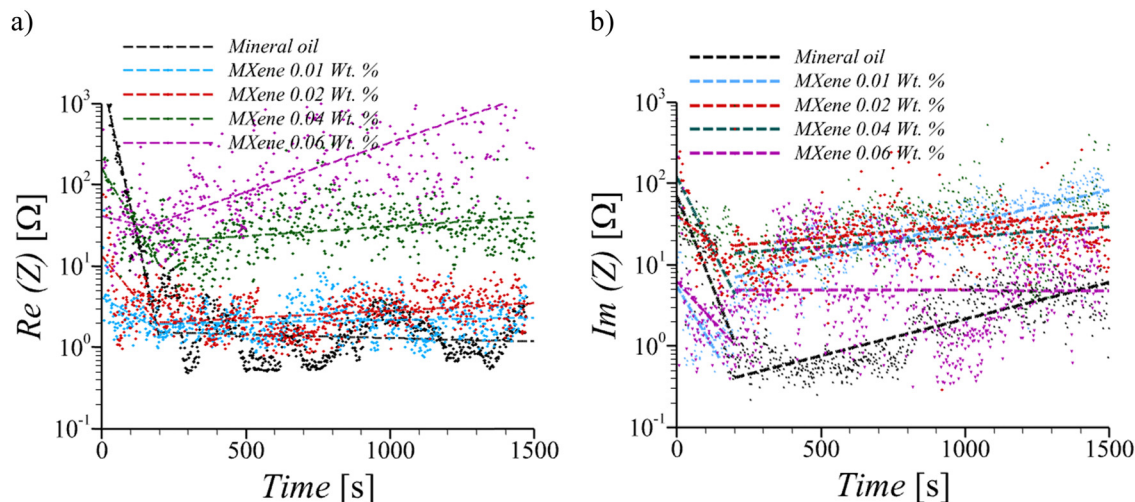 a)
Mineral oil
MXene 0.01 Wt. %
MXene 0.02 Wt. %
MXene 0.04 Wt. %
MXene 0.06 Wt. %
10³
10²
10¹
10⁰
10⁻¹
Re (Z) [Ω]
0
500
1000
1500
Time [s]
b)
Mineral oil
MXene 0.01 Wt. %
MXene 0.02 Wt. %
MXene 0.04 Wt. %
MXene 0.06 Wt. %
10³
10²
10¹
10⁰
10⁻¹
Im (Z) [Ω]
0
500
1000
1500
Time [s]